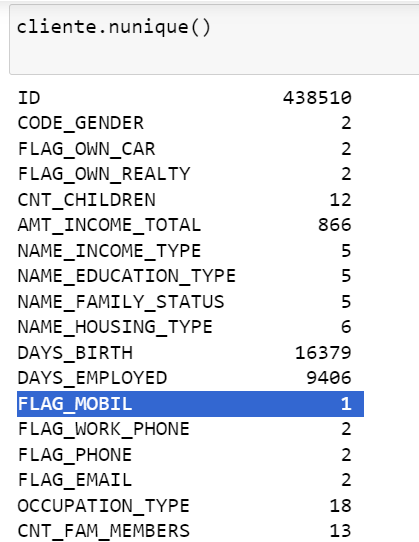 cliente.nunique()
ID 438510
CODE_GENDER 2
FLAG_OWN_CAR 2
FLAG_OWN_REALTY 2
CNT_CHILDREN 12
AMT_INCOME_TOTAL 866
NAME_INCOME_TYPE 5
NAME_EDUCATION_TYPE 5
NAME_FAMILY_STATUS 5
NAME_HOUSING_TYPE 6
DAYS_BIRTH 16379
DAYS_EMPLOYED 9406
FLAG_MOBIL 1
FLAG_WORK_PHONE 2
FLAG_PHONE 2
FLAG_EMAIL 2
OCCUPATION_TYPE 18
CNT_FAM_MEMBERS 13